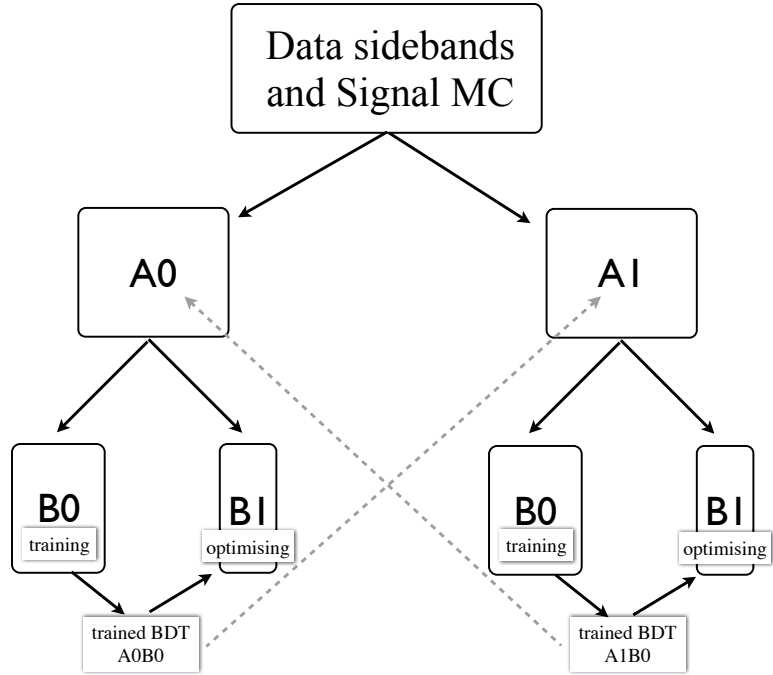 Data sidebands
and Signal MC
A0
A1
B0
training
B1
optimising
B0
training
B1
optimising
trained BDT
A0B0
trained BDT
A1B0